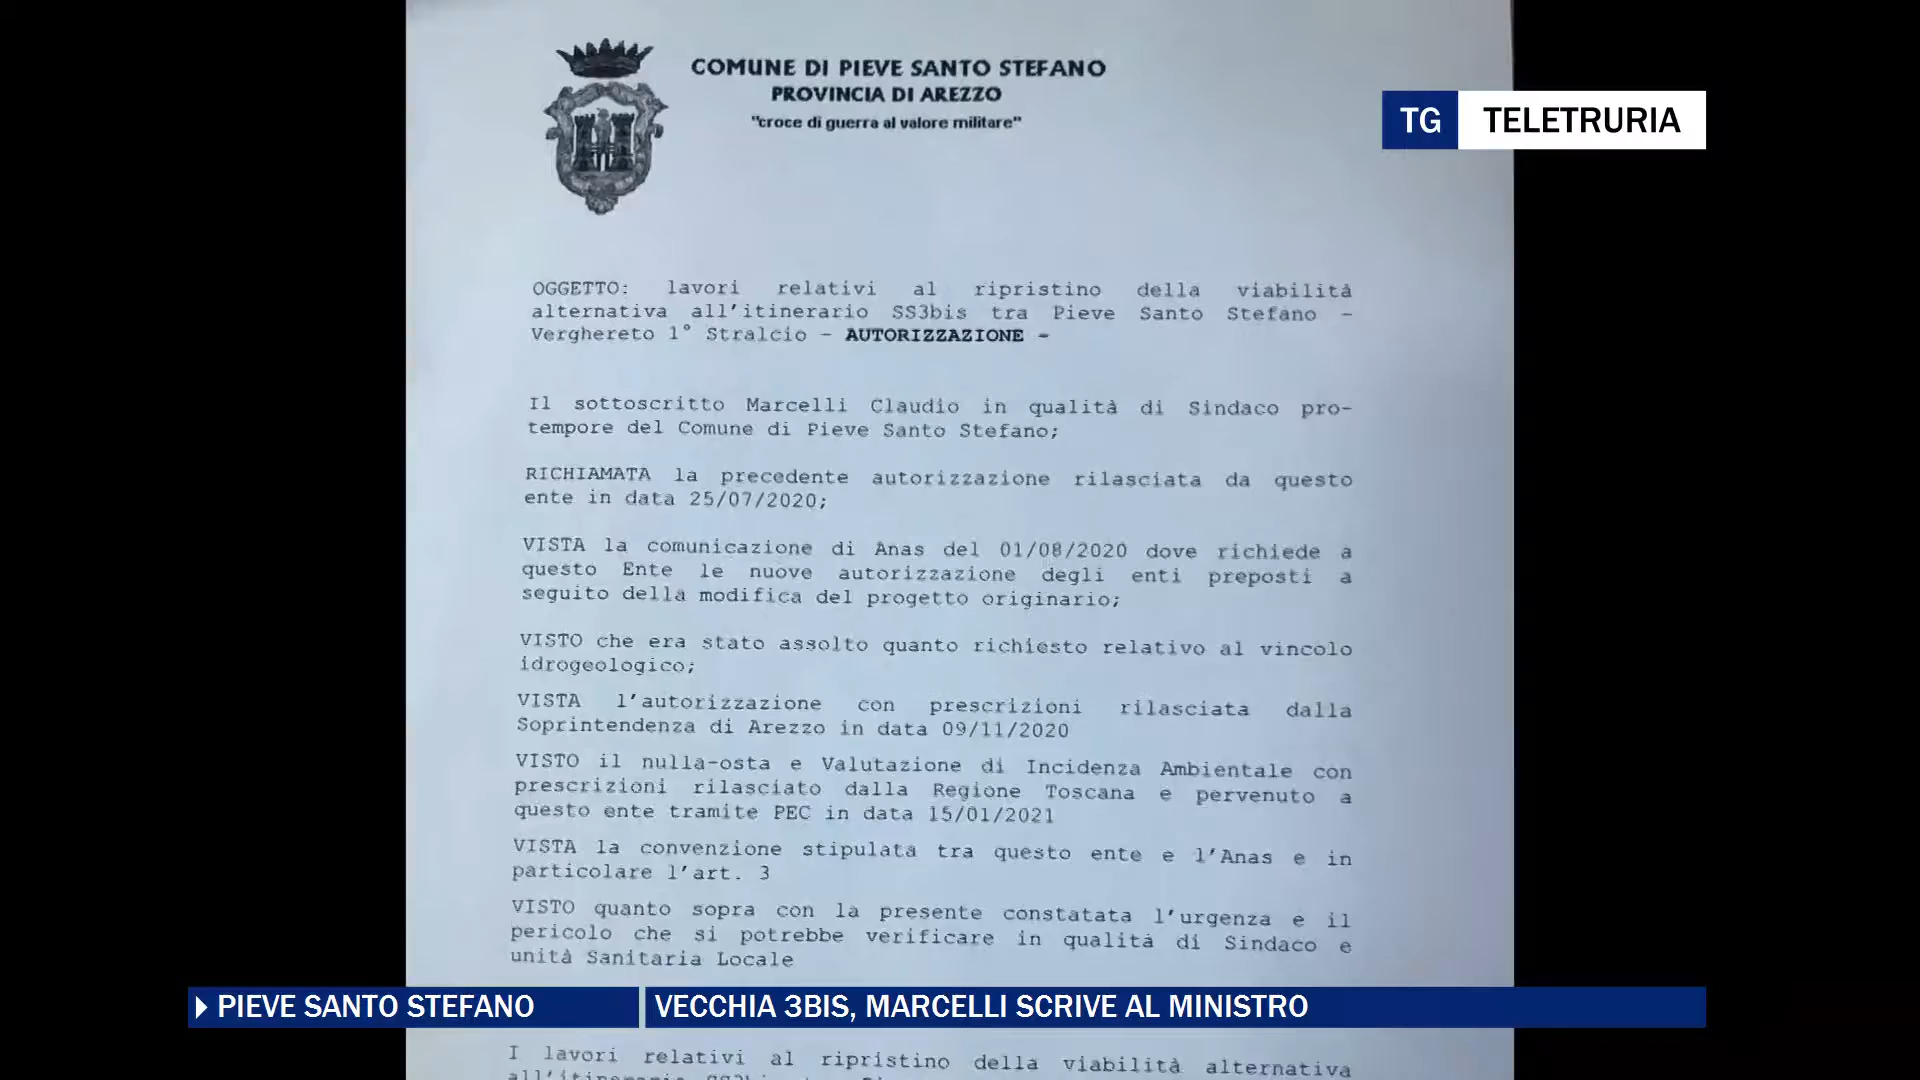 COMUNE DI PIEVE SANTO STEFANO
PROVINCIA DI AREZZO
"croce di guerra al valore militare"
TG TELETRURIA
OGGETTO: lavori relativi al ripristino della viabilità
alternativa all'itinerario SS3bis tra Pieve Santo Stefano –
Verghereto 1° Stralcio – AUTORIZZAZIONE –
Il sottoscritto Marcelli Claudio in qualità di Sindaco pro-
tempore del Comune di Pieve Santo Stefano;
RICHIAMATA la precedente autorizzazione rilasciata da questo
ente in data 25/07/2020;
VISTA la comunicazione di Anas del 01/08/2020 dove richiede a
questo Ente le nuove autorizzazione degli enti preposti a
seguito della modifica del progetto originario;
VISTO che era stato assolto quanto richiesto relativo al vincolo
idrogeologico;
VISTA l'autorizzazione con prescrizioni rilasciata dalla
Soprintendenza di Arezzo in data 09/11/2020
VISTO il nulla-osta e Valutazione di Incidenza Ambientale con
prescrizioni rilasciato dalla Regione Toscana e pervenuto a
questo ente tramite PEC in data 15/01/2021
VISTA la convenzione stipulata tra questo ente e l'Anas e in
particolare l'art. 3
VISTO quanto sopra con la presente constatata l'urgenza e il
pericolo che si potrebbe verificare in qualità di Sindaco e
unità Sanitaria Locale
PIEVE SANTO STEFANO
VECCHIA 3BIS, MARCELLI SCRIVE AL MINISTRO
I lavori relativi al ripristino della viabilità alternativa